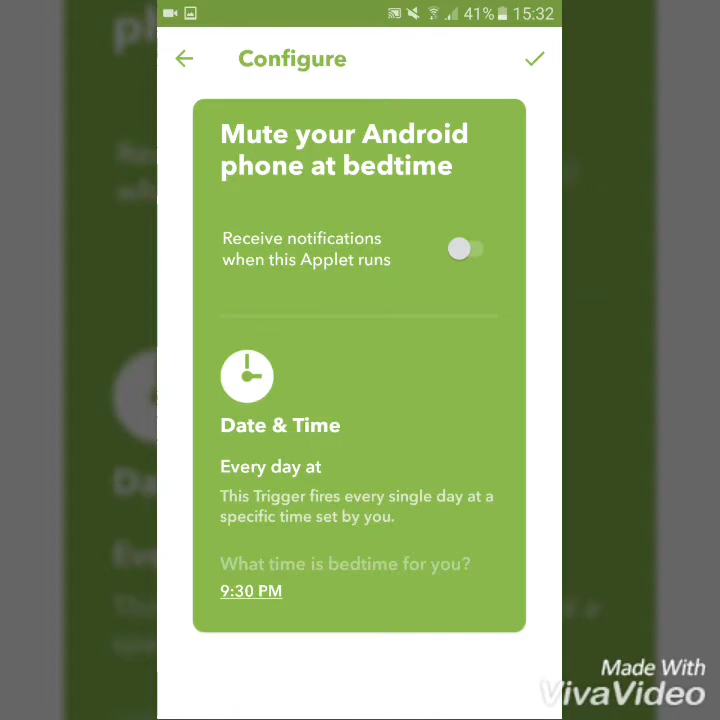 41% 15:32
Configure
Mute your Android
phone at bedtime
Receive notifications
when this Applet runs
Date & Time
Every day at
This Trigger fires every single day at a
specific time set by you.
What time is bedtime for you?
9:30 PM
Made With
VivaVideo